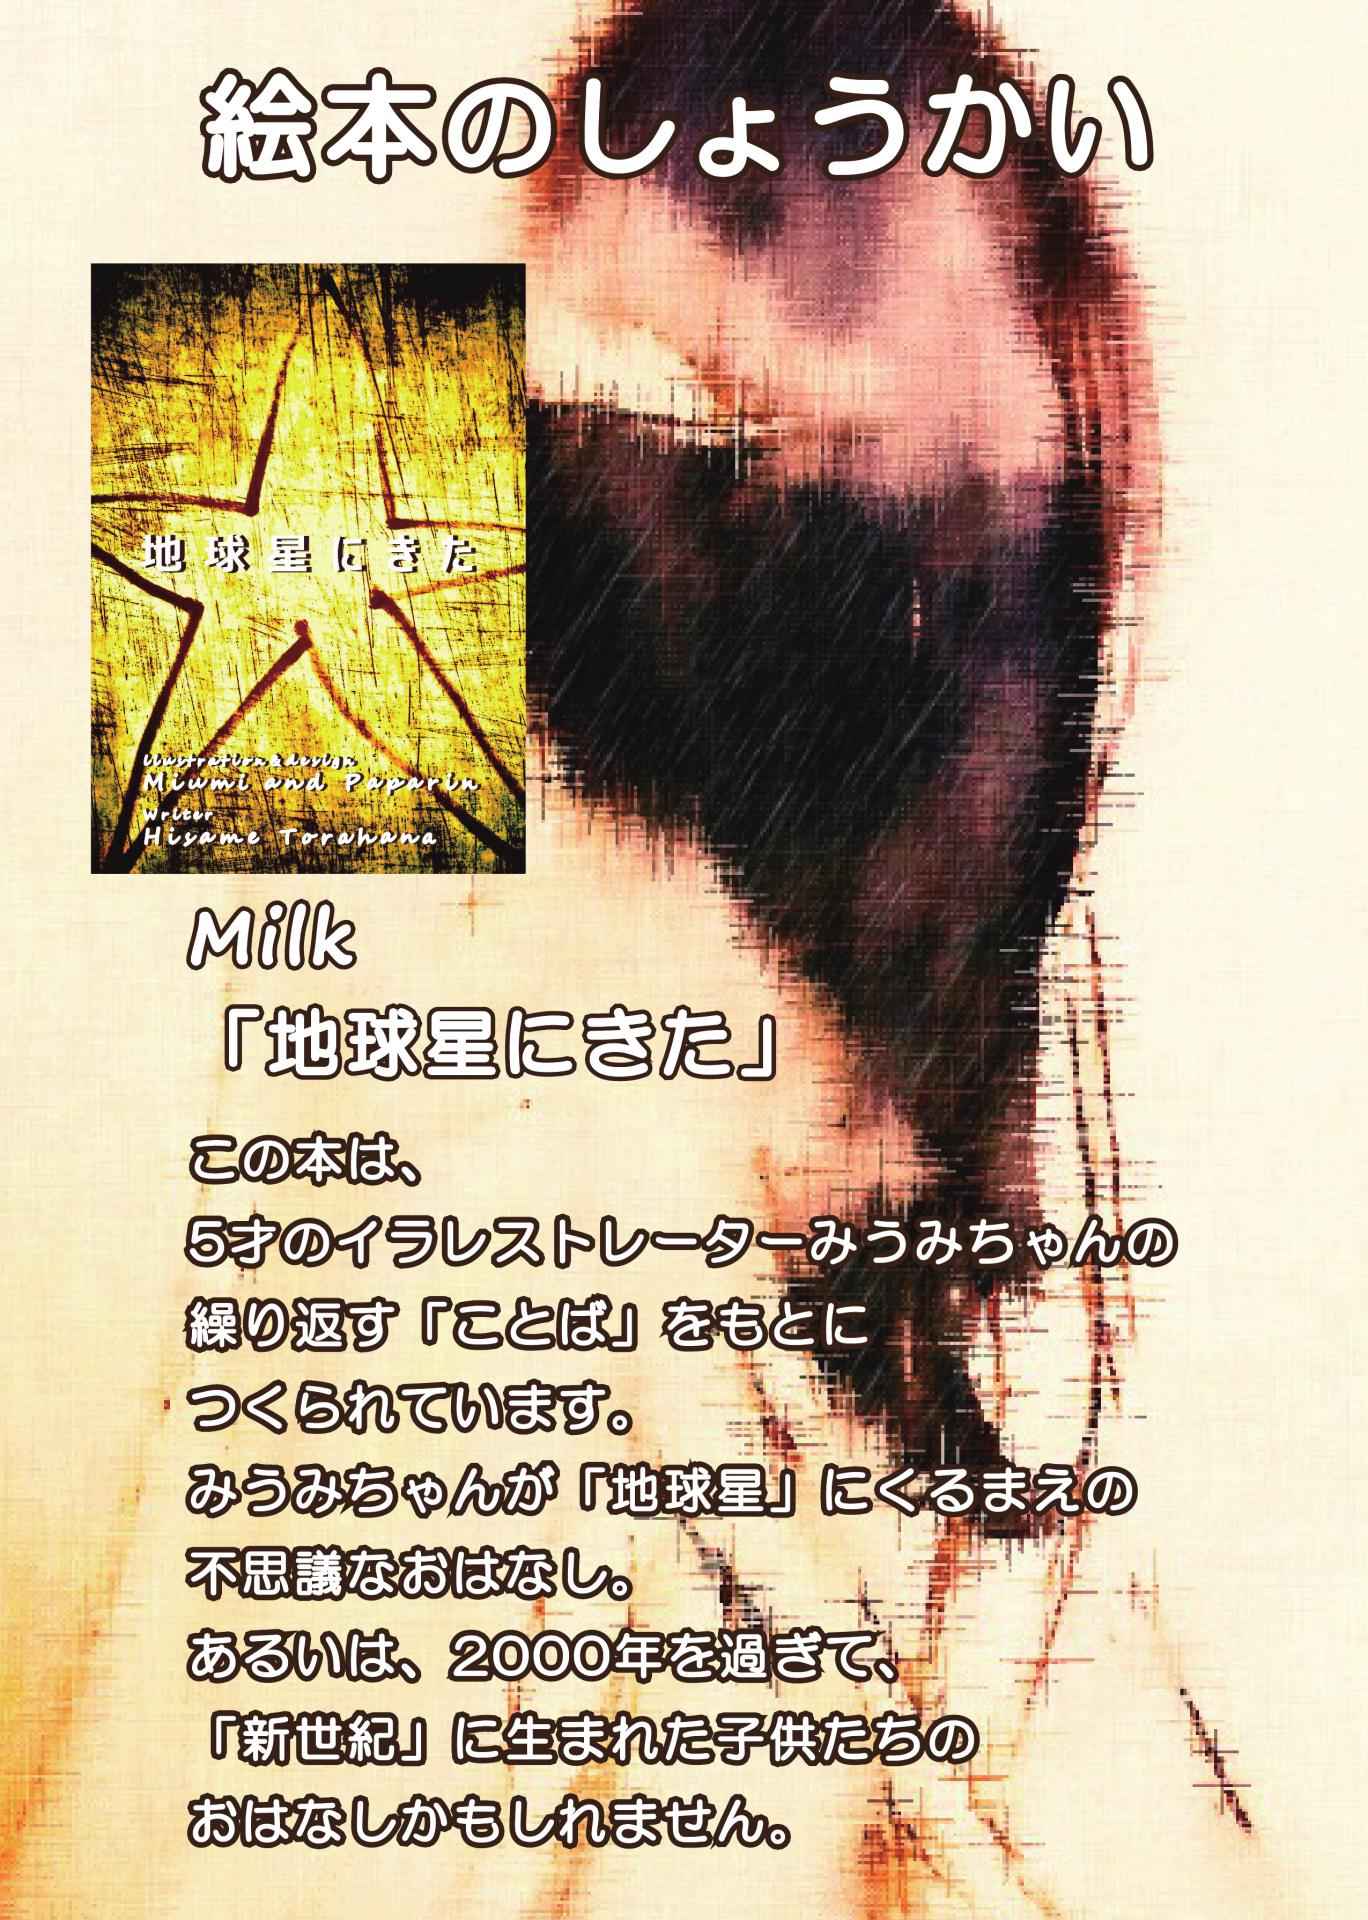 絵本のしょうかい
地球星にきた
illustration & design
Miumi and Paparin
Writer
Hisame Torahana
Milk
「地球星にきた」
この本は、
5才のイラレストレーターみうみちゃんの
繰り返す「ことば」をもとに
つくられています。
みうみちゃんが「地球星」にくるまえの
不思議なおはなし。
あるいは、2000年を過ぎて、
「新世紀」に生まれた子供たちの
おはなしかもしれません。